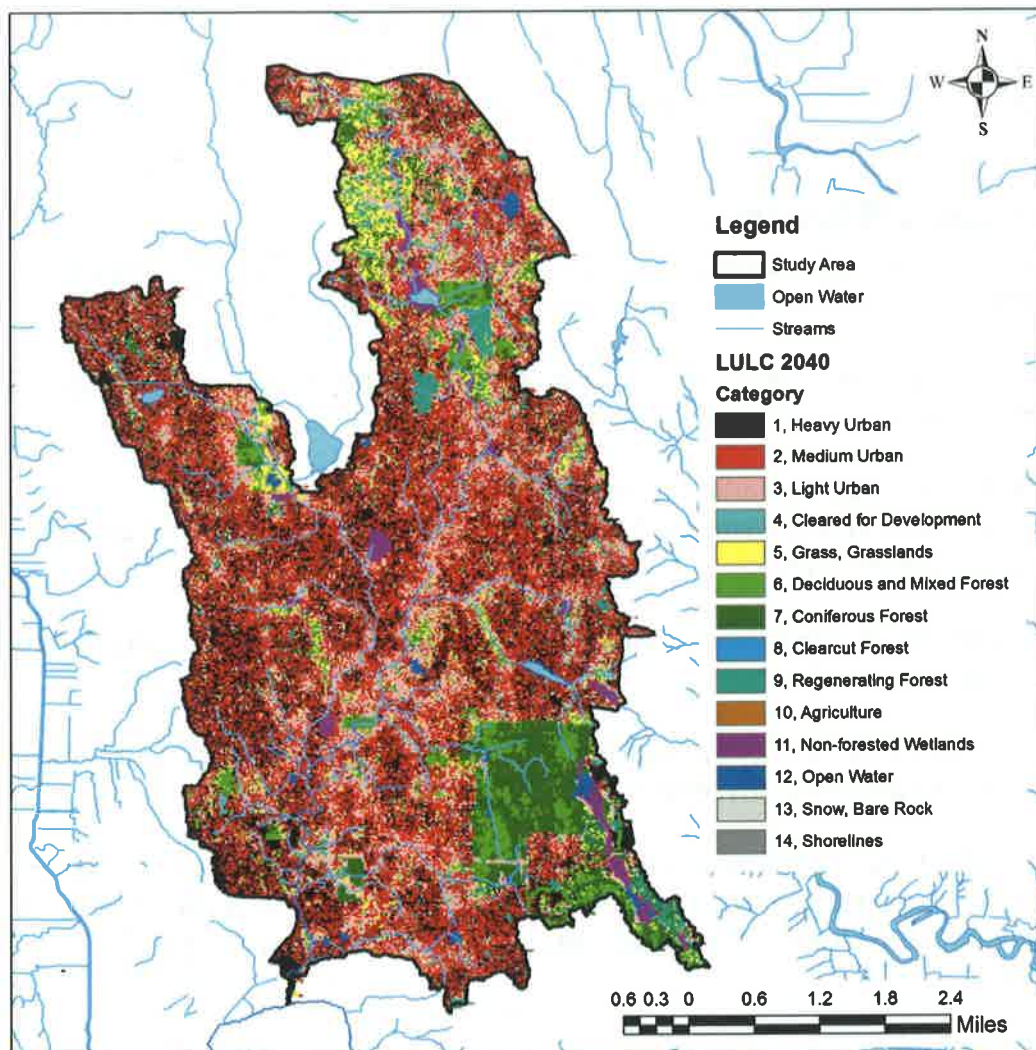 N
W E
S
Legend
Study Area
Open Water
Streams
LULC 2040
Category
1, Heavy Urban
2, Medium Urban
3, Light Urban
4, Cleared for Development
5, Grass, Grasslands
6, Deciduous and Mixed Forest
7, Coniferous Forest
8, Clearcut Forest
9, Regenerating Forest
10, Agriculture
11, Non-forested Wetlands
12, Open Water
13, Snow, Bare Rock
14, Shorelines
0.6 0.3 0 0.6 1.2 1.8 2.4
Miles